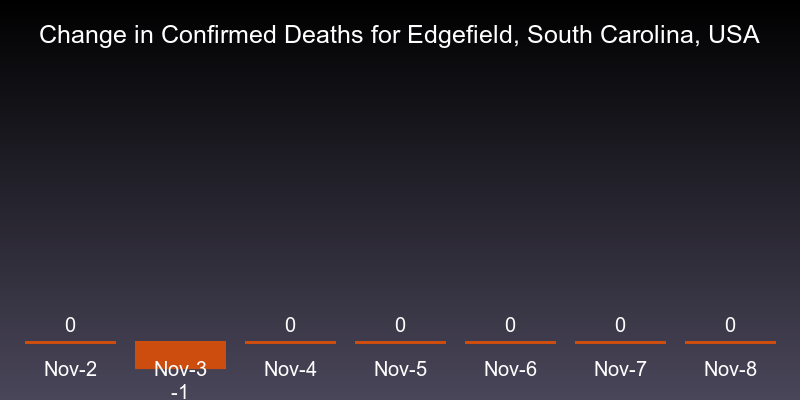 Change in Confirmed Deaths for Edgefield, South Carolina, USA
0 0 0 0 0 0
Nov-2 Nov-3 Nov-4 Nov-5 Nov-6 Nov-7 Nov-8
-1